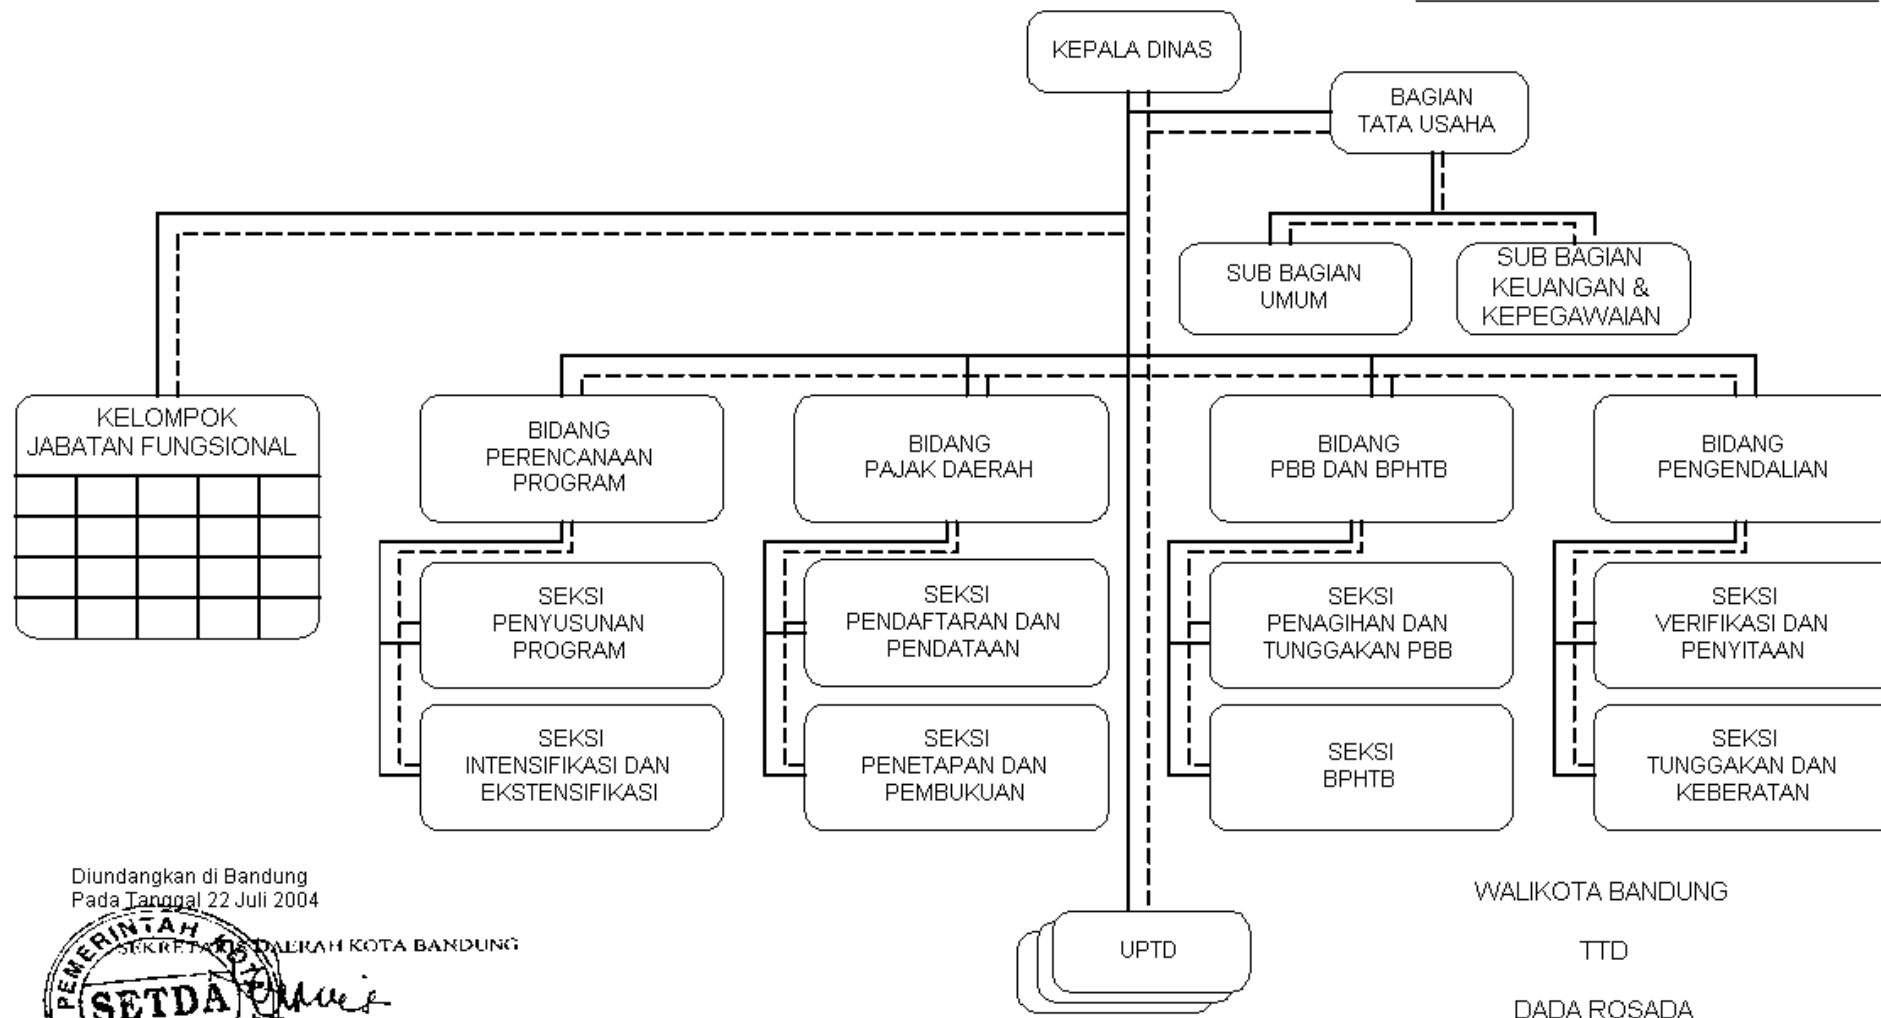 KEPALA DINAS
BAGIAN
TATA USAHA
SUB BAGIAN
UMUM
SUB BAGIAN
KEUANGAN &
KEPEGAWAIAN
KELOMPOK
JABATAN FUNGSIONAL
BIDANG
PERENCANAAN
PROGRAM
BIDANG
PAJAK DAERAH
BIDANG
PBB DAN BPHTB
BIDANG
PENGENDALIAN
SEKSI
PENYUSUNAN
PROGRAM
SEKSI
PENDAFTARAN DAN
PENDATAAN
SEKSI
PENAGIHAN DAN
TUNGGAKAN PBB
SEKSI
VERIFIKASI DAN
PENYITAAN
SEKSI
INTENSIFIKASI DAN
EKSTENSIFIKASI
SEKSI
PENETAPAN DAN
PEMBUKUAN
SEKSI
BPHTB
SEKSI
TUNGGAKAN DAN
KEBERATAN
UPTD
Diundangkan di Bandung
Pada Tanggal 22 Juli 2004
SEKRETARIS DAERAH KOTA BANDUNG
PEMERINTAH KOTA
SETDA
WALIKOTA BANDUNG
TTD
DADA ROSADA